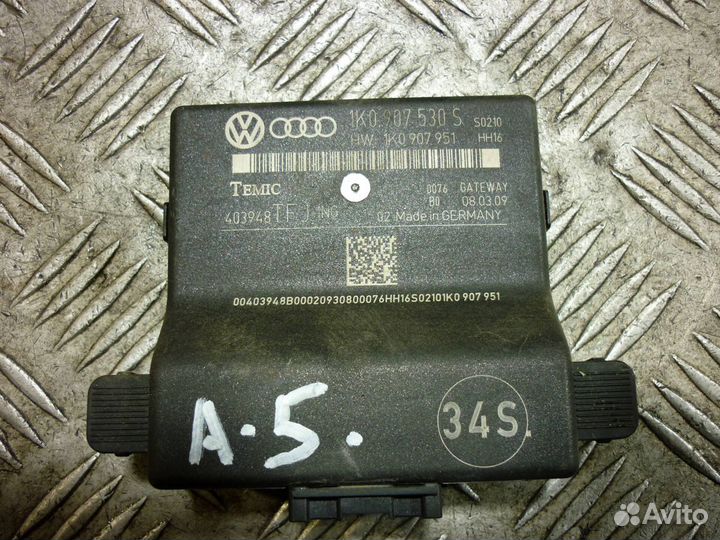 1K0 907 530 S S0210
HW: 1K0 907 951 HH16
TEMIC 0076 GATEWAY
B0 08.03.09
403948 TF 02 Made in GERMANY
00403948B00020930800076HH16S02101K0 907 951
A.5.
34S.
Avito